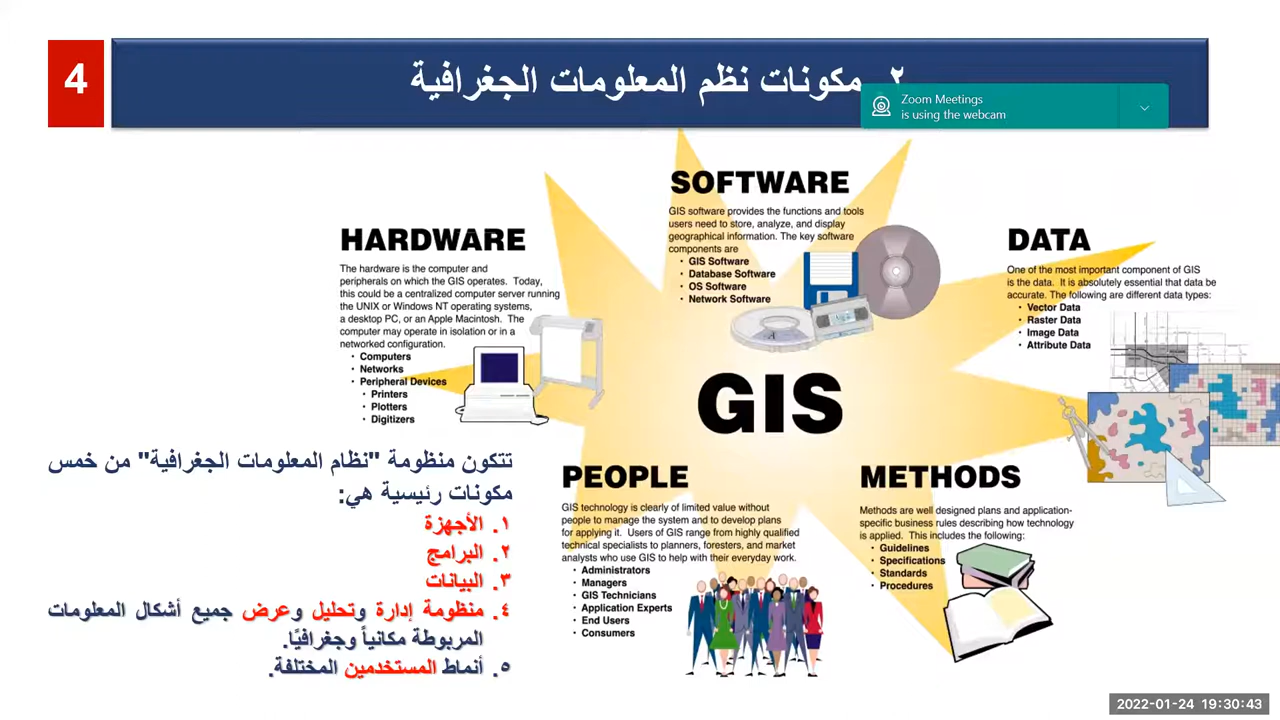 4
٢. مكونات نظم المعلومات الجغرافية
Zoom Meetings
is using the webcam
SOFTWARE
GIS software provides the functions and tools
users need to store, analyze, and display
geographical information. The key software
components are
• GIS Software
• Database Software
• OS Software
• Network Software
HARDWARE
The hardware is the computer and
peripherals on which the GIS operates. Today,
this could be a centralized computer server running
the UNIX or Windows NT operating systems,
a desktop PC, or an Apple Macintosh. The
computer may operate in isolation or in a
networked configuration.
• Computers
• Networks
• Peripheral Devices
• Printers
• Plotters
• Digitizers
DATA
One of the most important component of GIS
is the data. It is absolutely essential that data be
accurate. The following are different data types:
• Vector Data
• Raster Data
• Image Data
• Attribute Data
GIS
PEOPLE
GIS technology is clearly of limited value without
people to manage the system and to develop plans
for applying it. Users of GIS range from highly qualified
technical specialists to planners, foresters, and market
analysts who use GIS to help with their everyday work.
• Administrators
• Managers
• GIS Technicians
• Application Experts
• End Users
• Consumers
METHODS
Methods are well designed plans and application-
specific business rules describing how technology
is applied. This includes the following:
• Guidelines
• Specifications
• Standards
• Procedures
تتكون منظومة "نظام المعلومات الجغرافية" من خمس
مكونات رئيسية هي:
١. الأجهزة
٢. البرامج
٣. البيانات
٤. منظومة إدارة وتحليل وعرض جميع أشكال المعلومات
المربوطة مكانياً وجغرافيًا.
٥. أنماط المستخدمين المختلفة.
2022-01-24 19:30:43